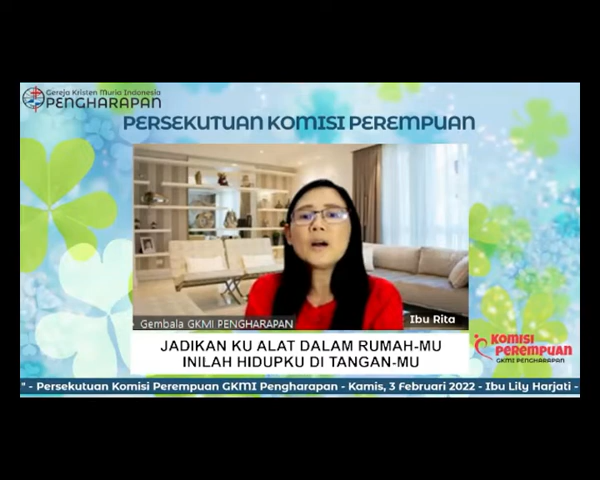 Gereja Kristen Muria Indonesia
PENGHARAPAN
PERSEKUTUAN KOMISI PEREMPUAN
Gembala GKMI PENGHARAPAN
Ibu Rita
JADIKAN KU ALAT DALAM RUMAH-MU
INILAH HIDUPKU DI TANGAN-MU
KOMISI
PEREMPUAN
GKMI PENGHARAPAN
" - Persekutuan Komisi Perempuan GKMI Pengharapan - Kamis, 3 Februari 2022 - Ibu Lily Harjati -